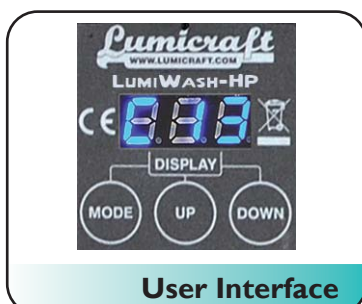 Lumicraft
WWW.LUMICRAFT.COM
LUMIWASH-HP
CE
DISPLAY
MODE UP DOWN
User Interface